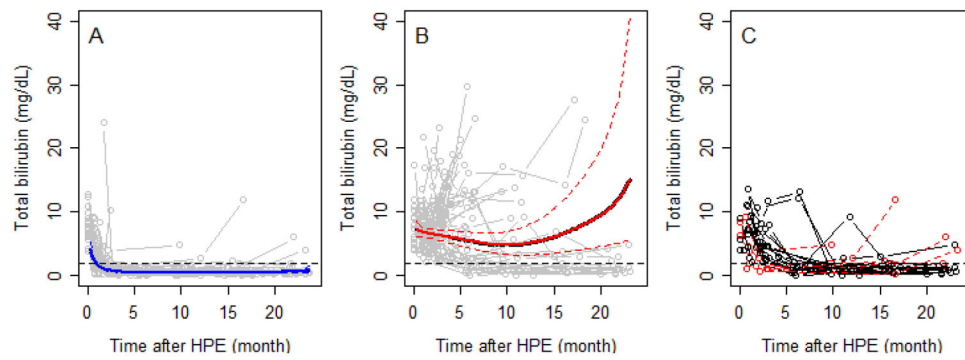 A
Total bilirubin (mg/dL)
0 10 20 30 40
0 5 10 15 20
Time after HPE (month)
B
Total bilirubin (mg/dL)
0 10 20 30 40
0 5 10 15 20
Time after HPE (month)
C
Total bilirubin (mg/dL)
0 10 20 30 40
0 5 10 15 20
Time after HPE (month)